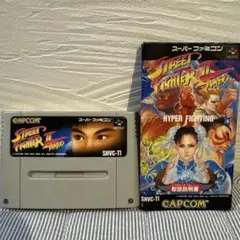 スーパーファミコン
CAPCOM
STREET
FIGHTER II
TURBO
SHVC-TI
スーパーファミコン
STREET
FIGHTER II
TURBO
HYPER FIGHTING
取扱説明書
SHVC-TI
CAPCOM